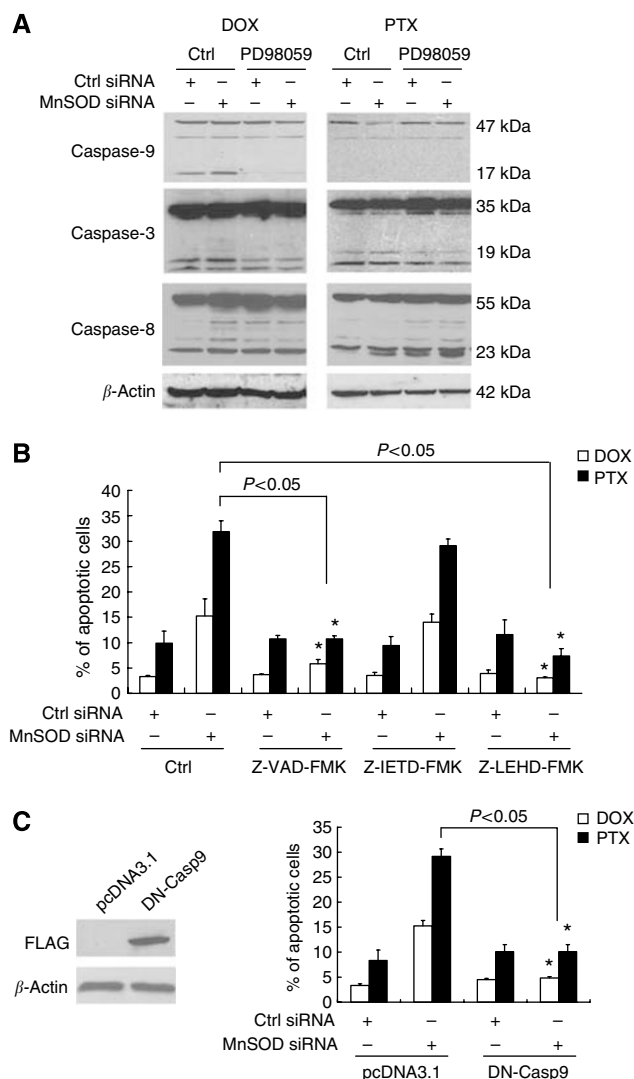 A
DOX PTX
Ctrl PD98059 Ctrl PD98059
Ctrl siRNA + – + – + – + –
MnSOD siRNA – + – + – + – +
Caspase-9 47 kDa
17 kDa
Caspase-3 35 kDa
19 kDa
Caspase-8 55 kDa
23 kDa
β-Actin 42 kDa
B
P<0.05
P<0.05
DOX
PTX
% of apoptotic cells
40
35
30
25
20
15
10
5
0
* * * *
Ctrl siRNA + – + – + – + –
MnSOD siRNA – + – + – + – +
Ctrl Z-VAD-FMK Z-IETD-FMK Z-LEHD-FMK
C
pcDNA3.1
DN-Casp9
FLAG
β-Actin
P<0.05
DOX
PTX
% of apoptotic cells
35
30
25
20
15
10
5
0
* *
Ctrl siRNA + – + –
MnSOD siRNA – + – +
pcDNA3.1 DN-Casp9